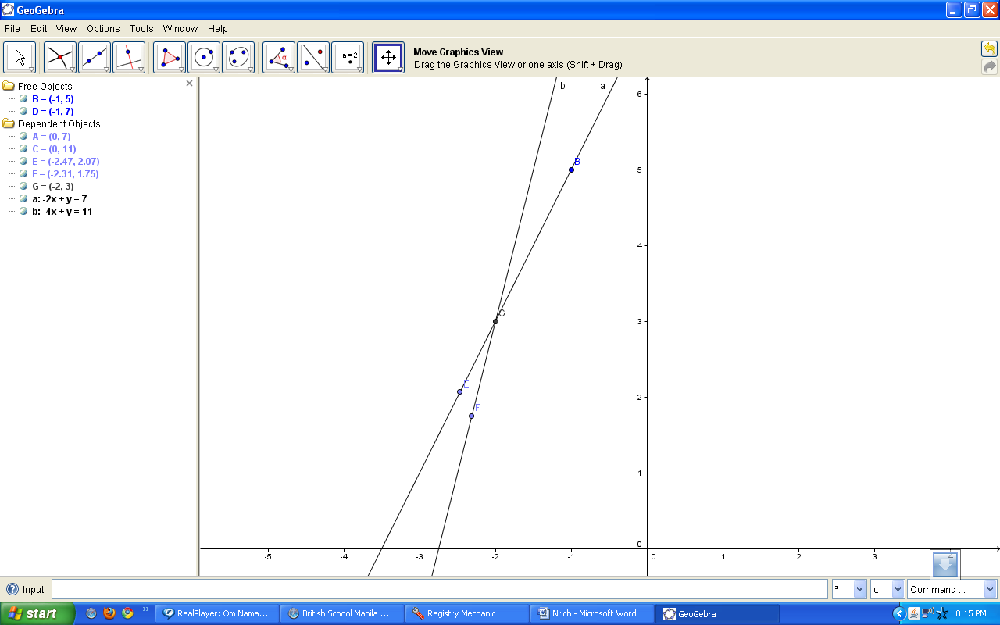 GeoGebra
File Edit View Options Tools Window Help
α
a = 2
Move Graphics View
Drag the Graphics View or one axis (Shift + Drag)
Free Objects
B = (-1, 5)
D = (-1, 7)
Dependent Objects
A = (0, 7)
C = (0, 11)
E = (-2.47, 2.07)
F = (-2.31, 1.75)
G = (-2, 3)
a: -2x + y = 7
b: -4x + y = 11
b a
6
B
5
4
G
3
E
2
F
1
0
-5 -4 -3 -2 -1 0 1 2 3 4
Input: ² α Command ...
start RealPlayer: Om Nama... British School Manila ... Registry Mechanic Nrich - Microsoft Word GeoGebra 8:15 PM